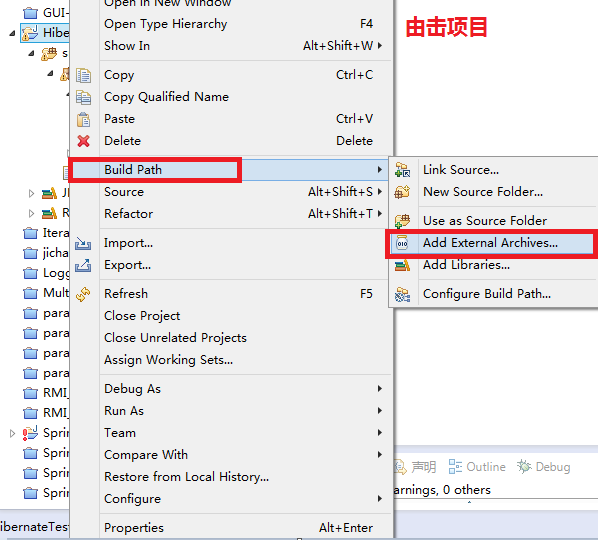 Open in New Window
GUI-
Open Type Hierarchy F4
由击项目
Hibe
Show In Alt+Shift+W
s
Copy Ctrl+C
Copy Qualified Name
Paste Ctrl+V
Delete Delete
Build Path
Link Source...
Source Alt+Shift+S
New Source Folder...
Refactor Alt+Shift+T
Use as Source Folder
Itera
Import...
Add External Archives...
jicha
Export...
Add Libraries...
Logg
Mult
Refresh F5
Configure Build Path...
para
Close Project
para
Close Unrelated Projects
para
Assign Working Sets...
RMI_
Debug As
RMI_
Run As
Sprin
Team
Sprin
Compare With
声明 Outline Debug
Sprin
Restore from Local History...
Sprin
Configure
arnings, 0 others
ibernateTes
Properties Alt+Enter